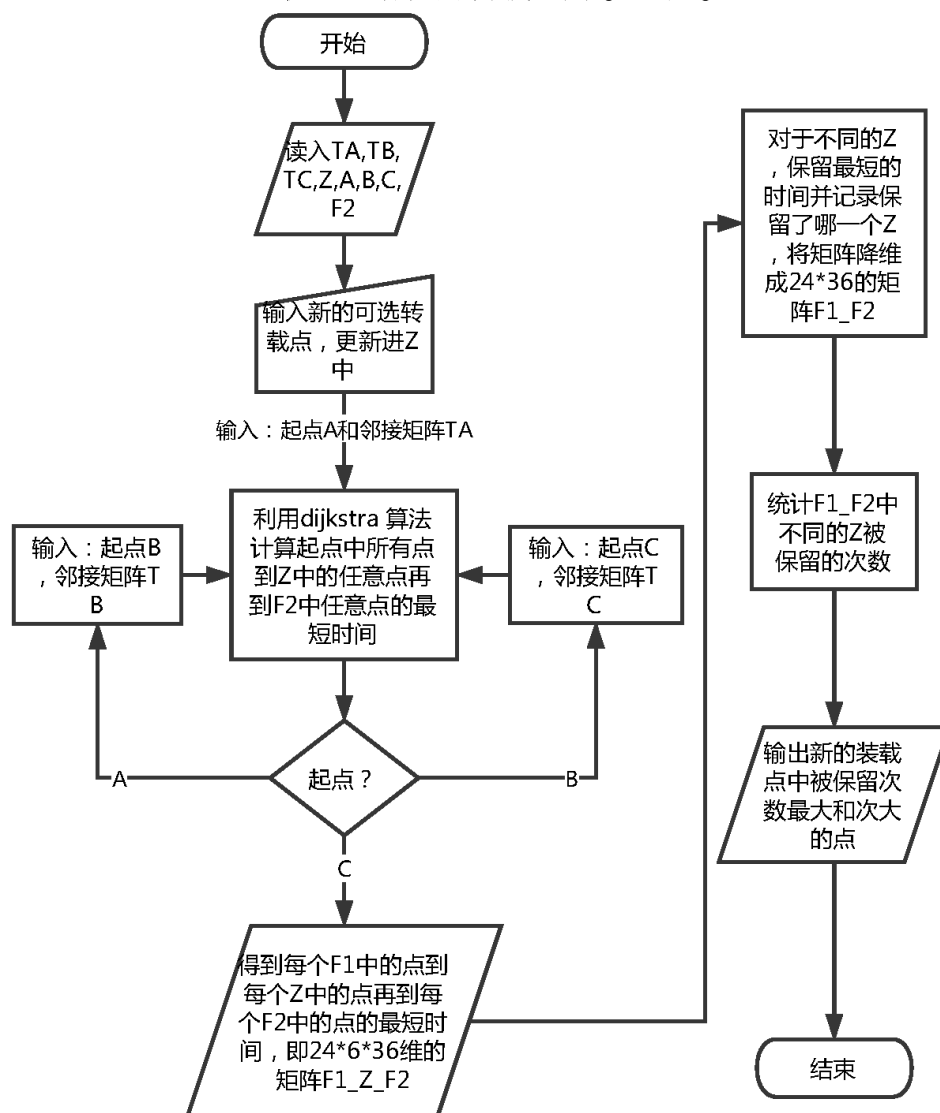 开始
读入TA,TB,
TC,Z,A,B,C,
F2
输入新的可选转
载点，更新进Z
中
输入：起点A和邻接矩阵TA
利用dijkstra 算法
计算起点中所有点
到Z中的任意点再
到F2中任意点的最
短时间
输入：起点B
，邻接矩阵T
B
输入：起点C
，邻接矩阵T
C
起点？
A
B
C
得到每个F1中的点到
每个Z中的点再到每
个F2中的点的最短时
间，即24*6*36维的
矩阵F1_Z_F2
对于不同的Z
，保留最短的
时间并记录保
留了哪一个Z
，将矩阵降维
成24*36的矩
阵F1_F2
统计F1_F2中
不同的Z被
保留的次数
输出新的装载
点中被保留次
数最大和次大
的点
结束